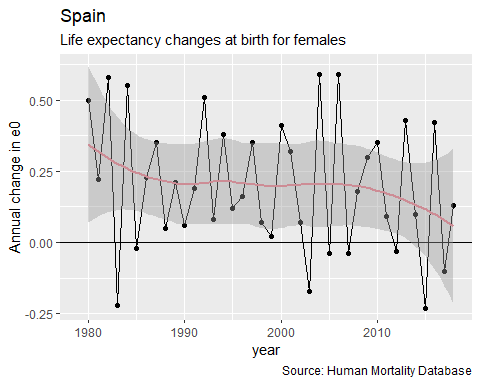 Spain
Life expectancy changes at birth for females
Annual change in e0
0.50
0.25
0.00
-0.25
1980
1990
2000
2010
year
Source: Human Mortality Database